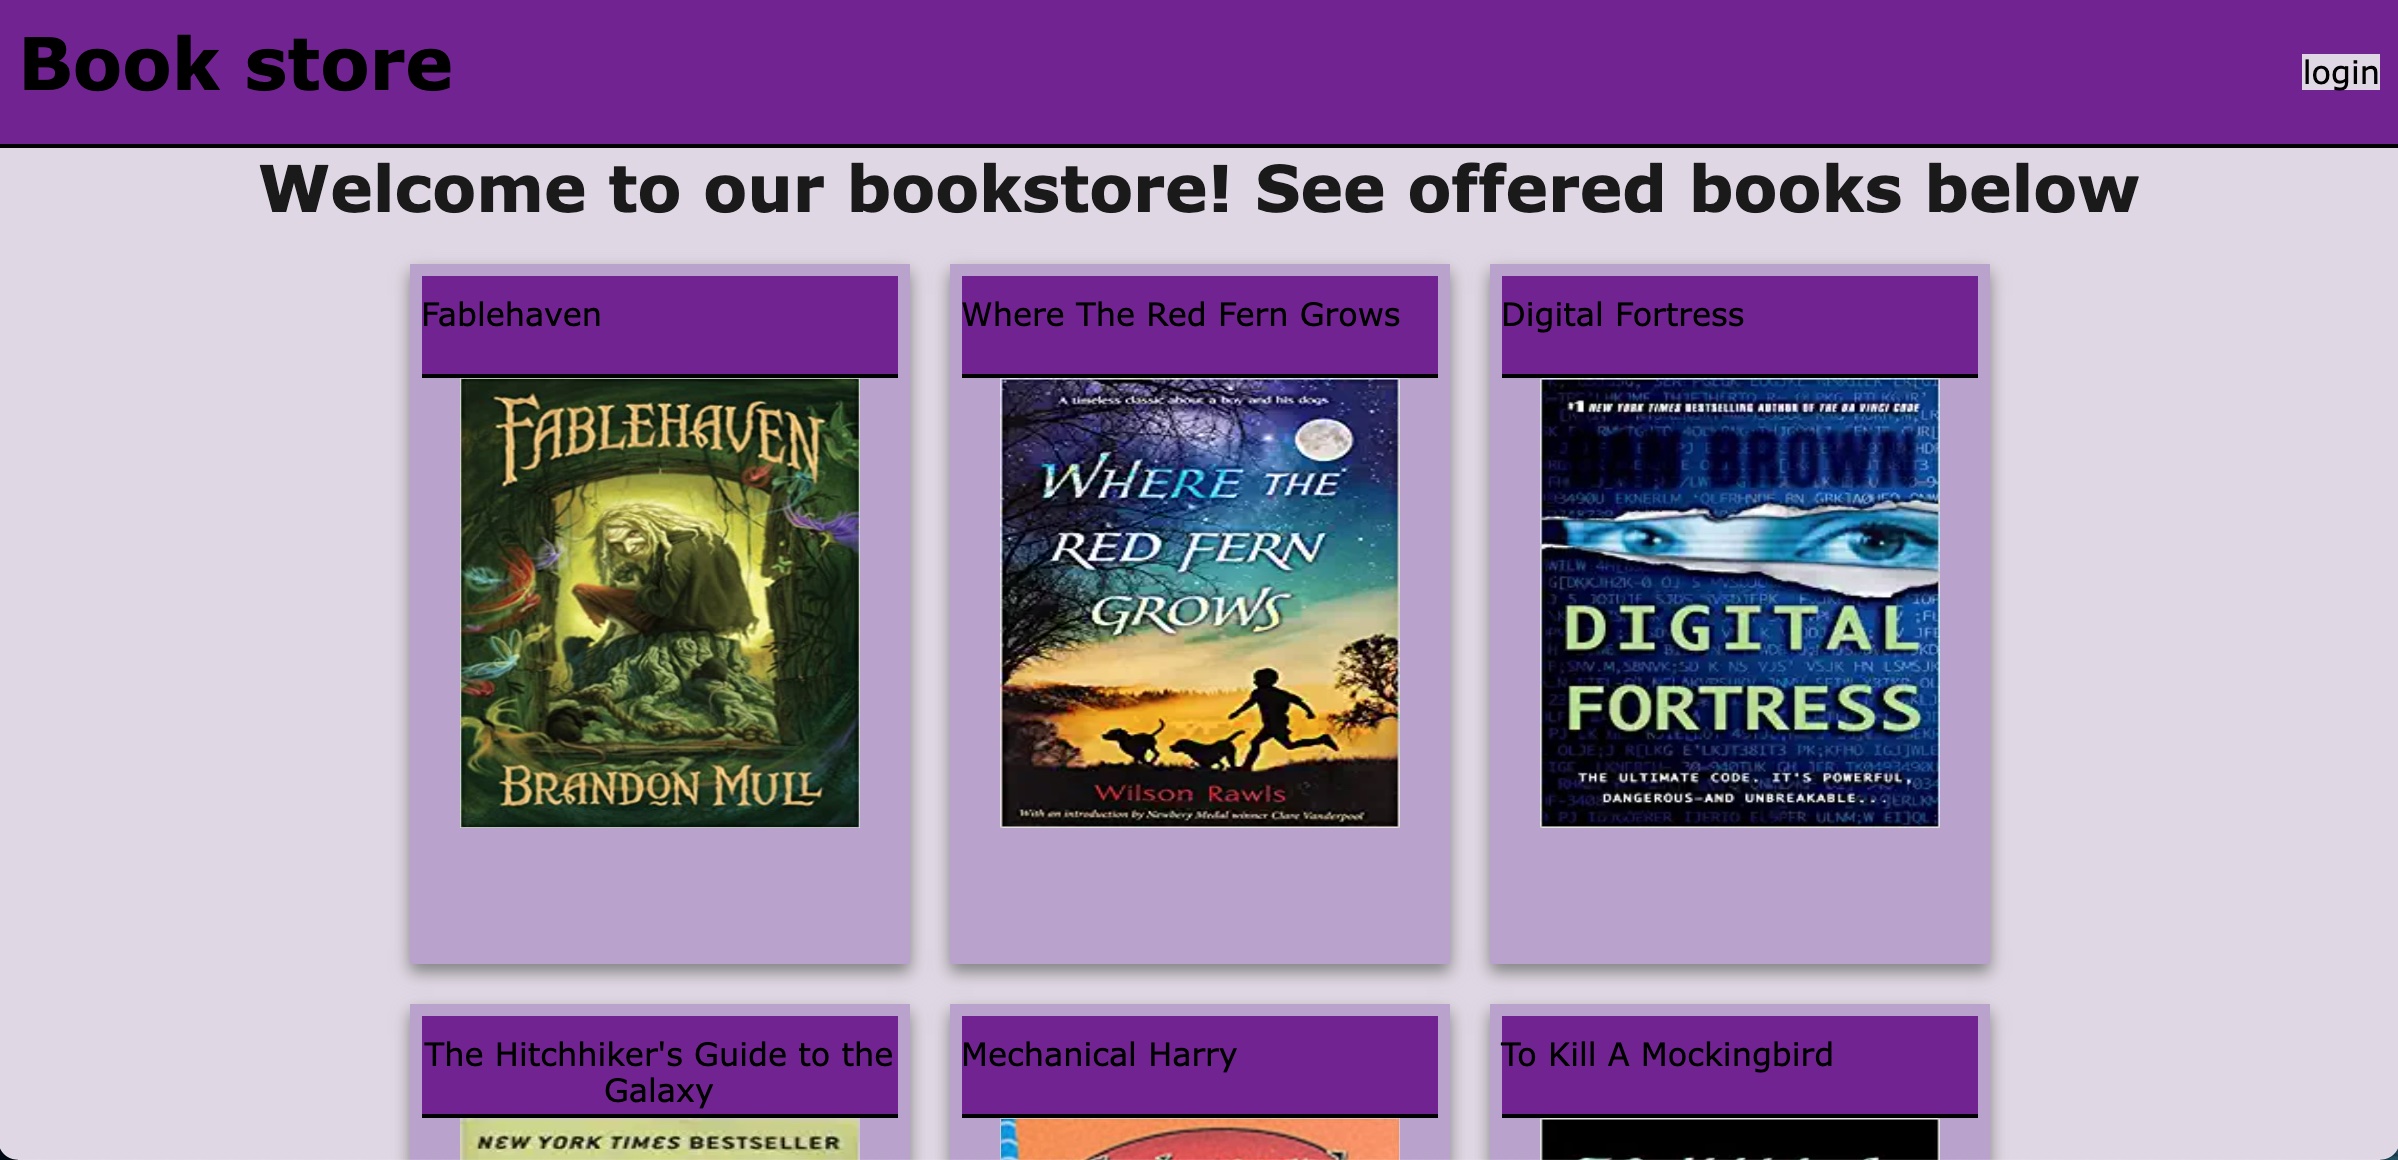 Book store
login
Welcome to our bookstore! See offered books below
Fablehaven
Where The Red Fern Grows
Digital Fortress
FABLEHAVEN
BRANDON MULL
A timeless classic about a boy and his dogs
WHERE THE
RED FERN
GROWS
Wilson Rawls
With an introduction by Newbery Medal winner Clare Vanderpool
#1 NEW YORK TIMES BESTSELLING AUTHOR OF THE DA VINCI CODE
DAN BROWN
DIGITAL
FORTRESS
THE ULTIMATE CODE. IT'S POWERFUL,
DANGEROUS—AND UNBREAKABLE...
The Hitchhiker's Guide to the
Galaxy
Mechanical Harry
To Kill A Mockingbird
NEW YORK TIMES BESTSELLER